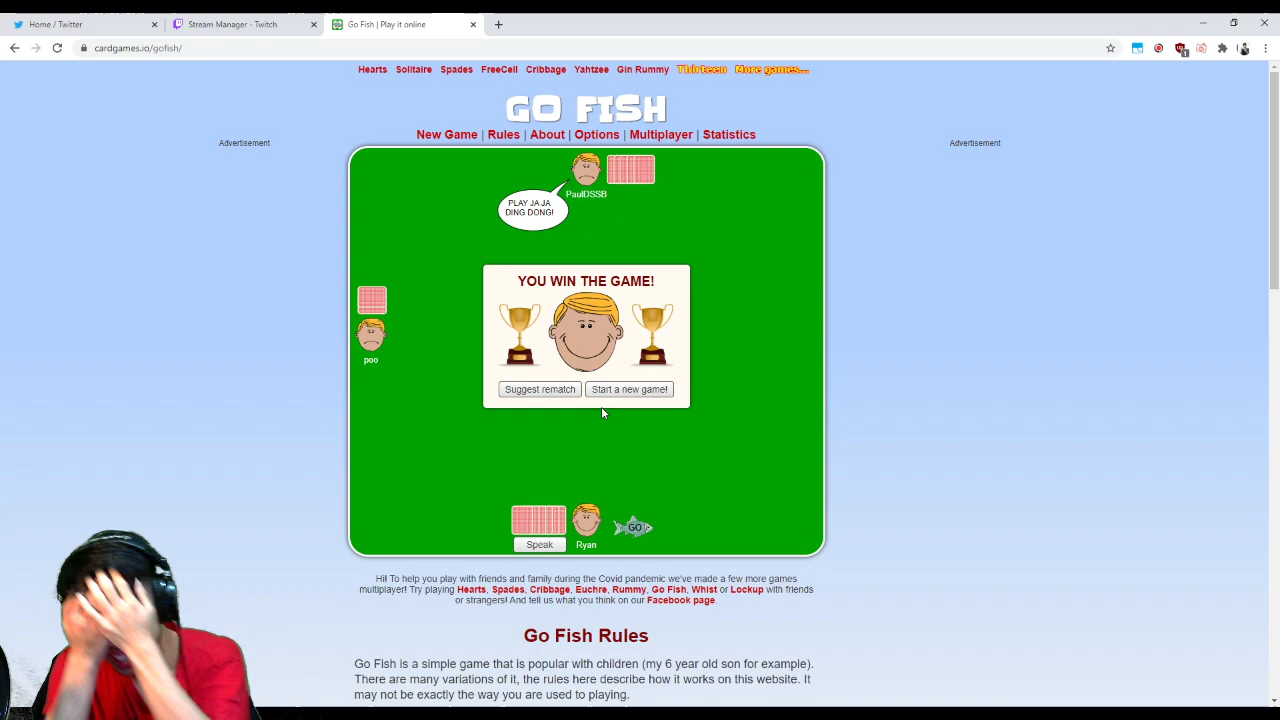 Home / Twitter
Stream Manager - Twitch
Go Fish | Play it online
cardgames.io/gofish/
1
Hearts Solitaire Spades FreeCell Cribbage Yahtzee Gin Rummy Thirteen More games...
GO FISH
New Game | Rules | About | Options | Multiplayer | Statistics
Advertisement
Advertisement
PaulDSSB
PLAY JA JA
DING DONG!
YOU WIN THE GAME!
poo
Suggest rematch Start a new game!
GO
Speak
Ryan
Hi! To help you play with friends and family during the Covid pandemic we've made a few more games
multiplayer! Try playing Hearts, Spades, Cribbage, Euchre, Rummy, Go Fish, Whist or Lockup with friends
or strangers! And tell us what you think on our Facebook page.
Go Fish Rules
Go Fish is a simple game that is popular with children (my 6 year old son for example).
There are many variations of it, the rules here describe how it works on this website. It
may not be exactly the way you are used to playing.